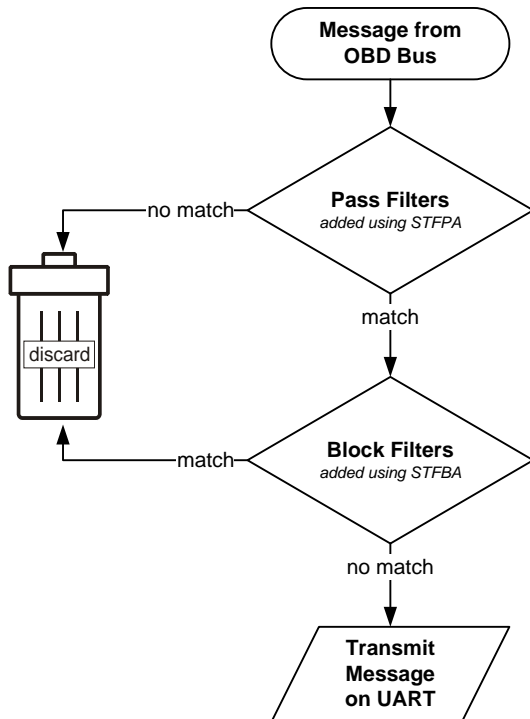 Message from
OBD Bus
Pass Filters
added using STFPA
no match
match
discard
Block Filters
added using STFBA
match
no match
Transmit
Message
on UART